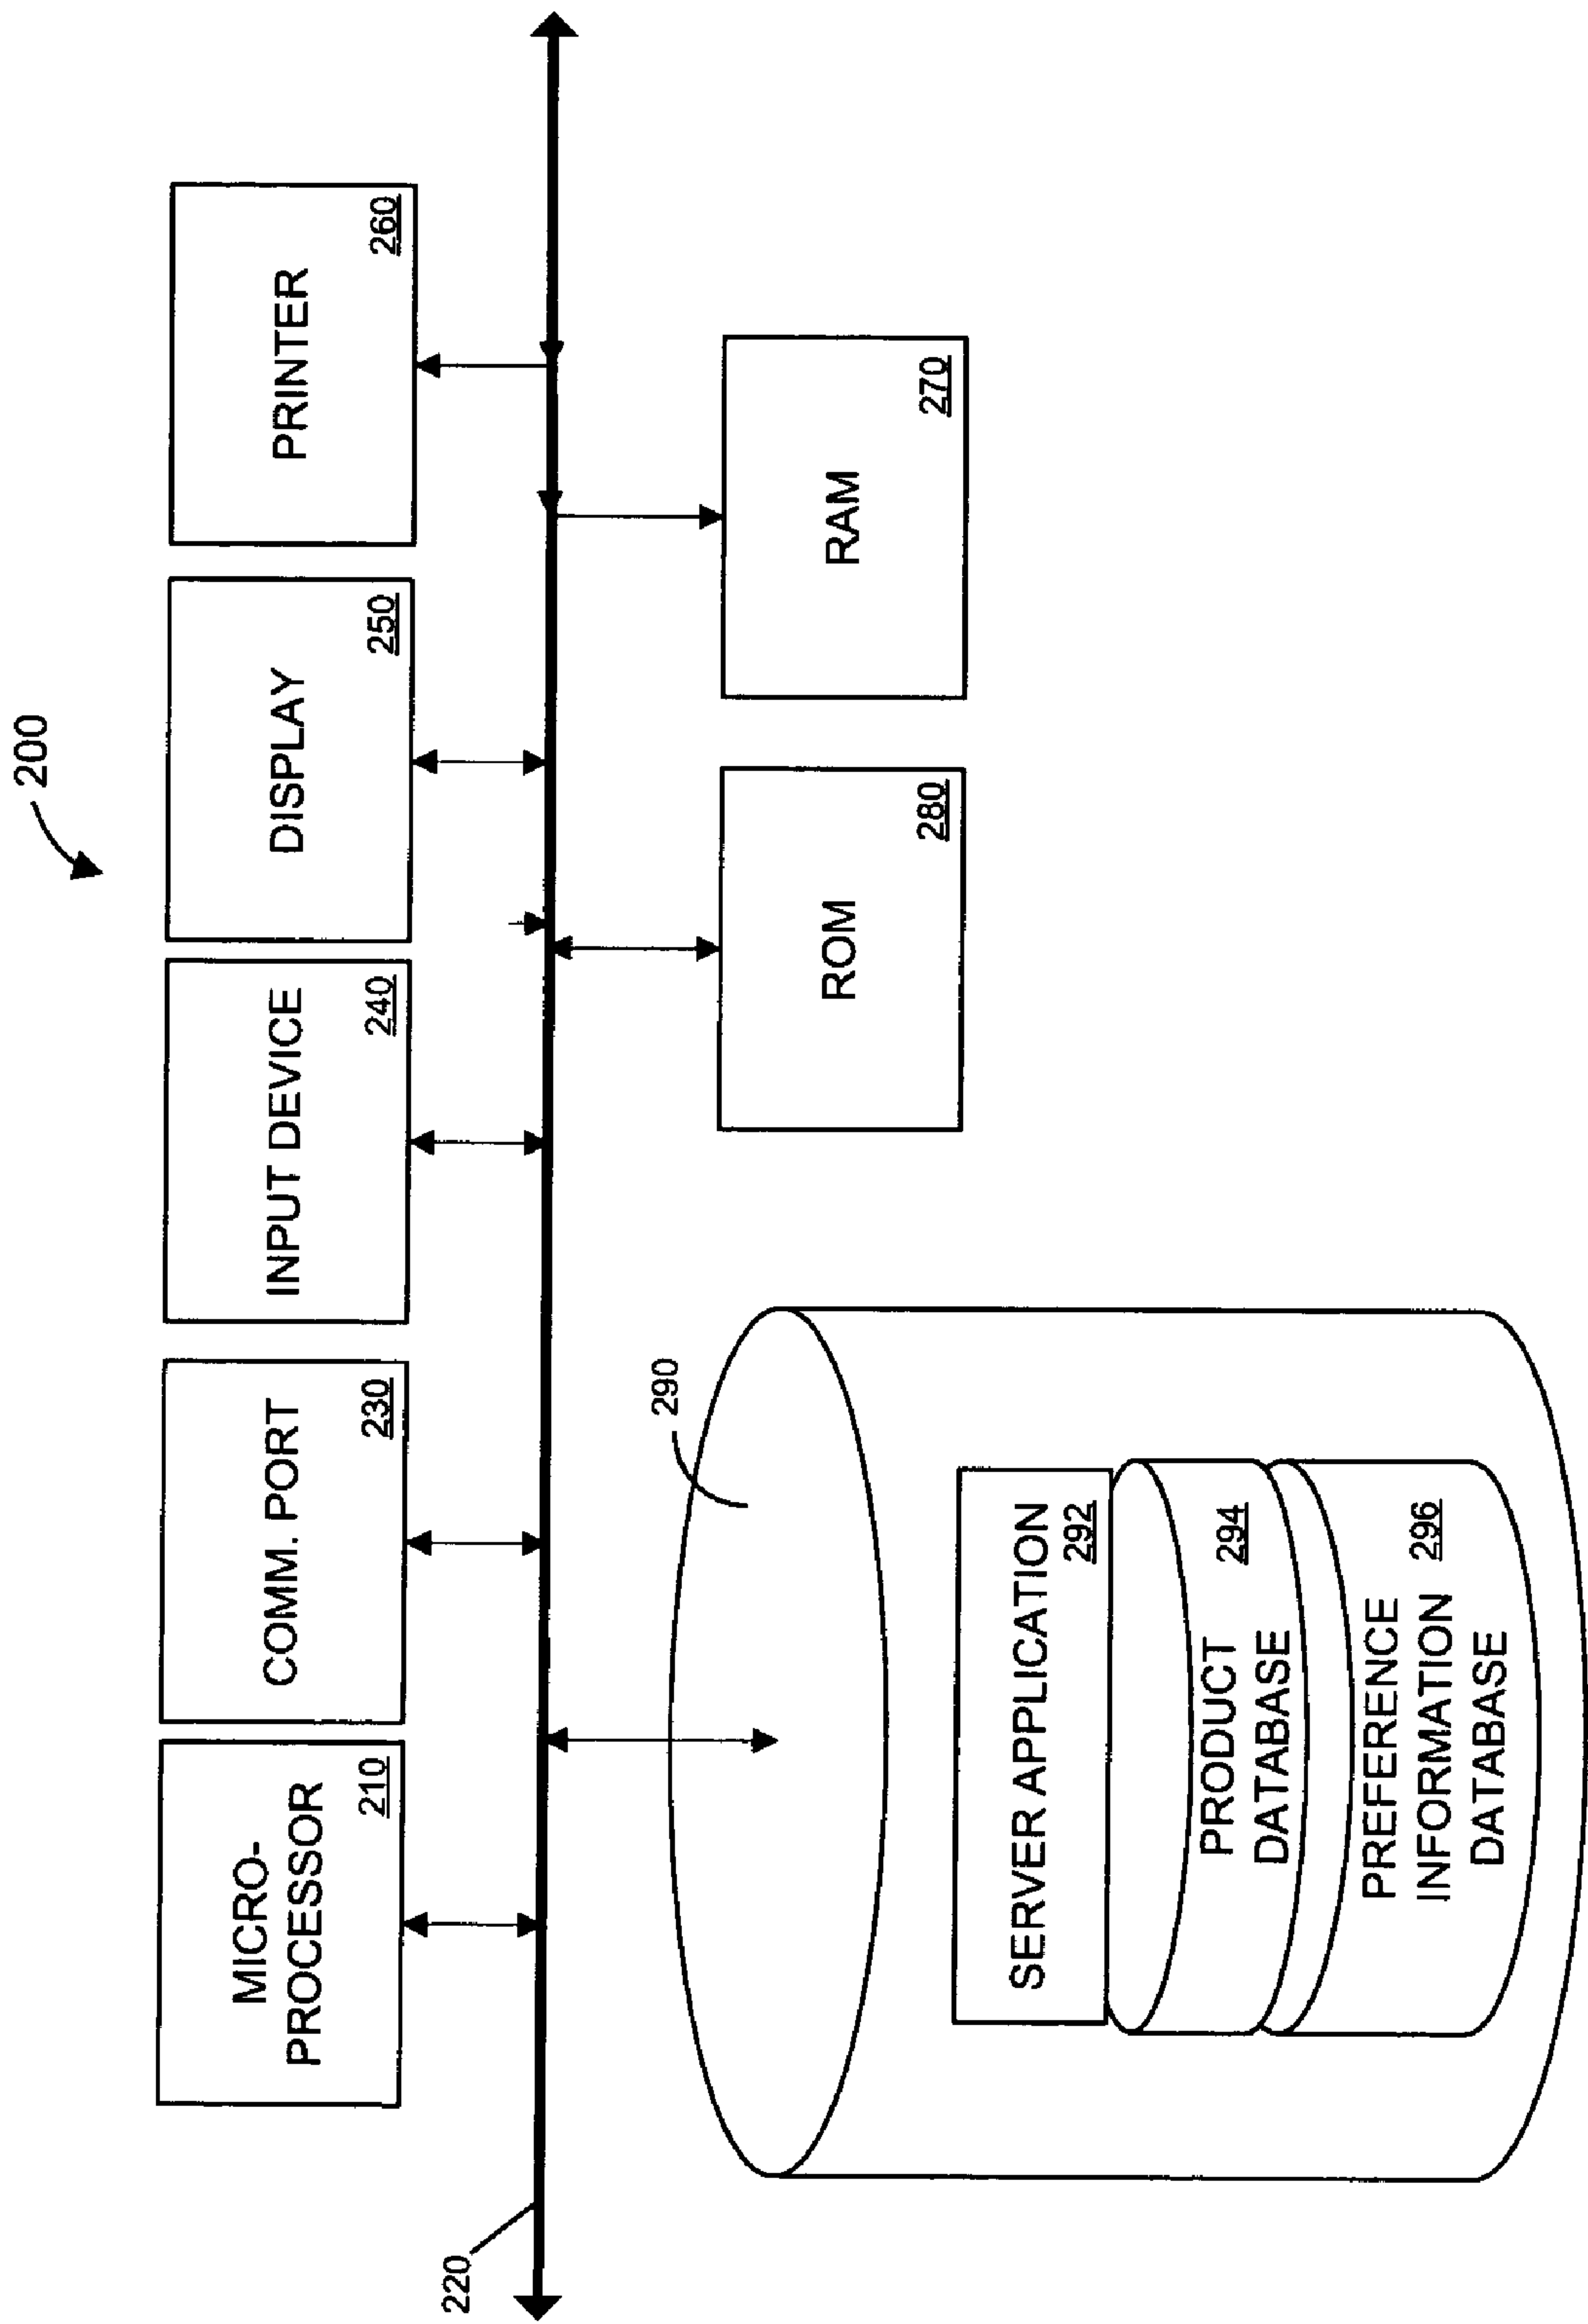 200
MICRO-
PROCESSOR
210
COMM. PORT
230
INPUT DEVICE
240
DISPLAY
250
PRINTER
260
220
290
ROM
280
RAM
270
SERVER APPLICATION
292
PRODUCT
DATABASE
294
PREFERENCE
INFORMATION
DATABASE
296